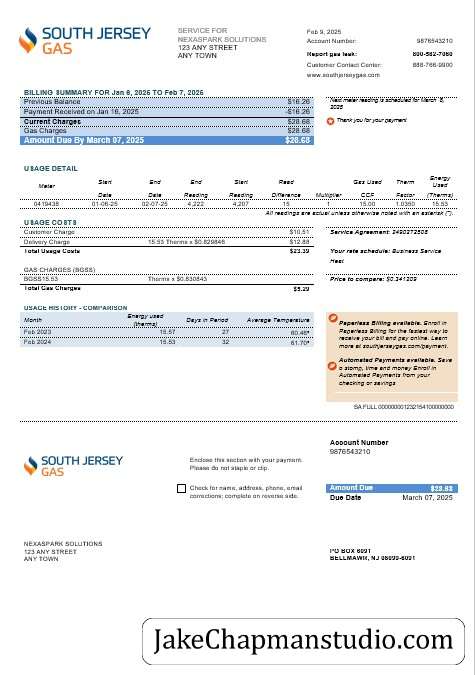 SOUTH JERSEY
GAS
SERVICE FOR
NEXASPARK SOLUTIONS
123 ANY STREET
ANY TOWN
Feb 9, 2025
Account Number: 9876543210
Report gas leak: 800-582-7060
Customer Contact Center: 888-766-9900
www.southjerseygas.com
BILLING SUMMARY FOR Jan 6, 2026 TO Feb 7, 2025
Previous Balance $16.26
Payment Received on Jan 16, 2025 -$16.26
Current Charges $28.68
Gas Charges $28.68
Amount Due By March 07, 2025 $28.68
Next meter reading is scheduled for March 8,
2025
Thank you for your payment
USAGE DETAIL
Meter Start Date End Date End Reading Start Reading Read Difference Multiplier Gas Used CCF Therm Factor Energy Used (Therms)
0419438 01-06-25 02-07-25 4,222 4,207 15 1 15.00 1.0350 15.53
All readings are actual unless otherwise noted with an asterisk (*).
USAGE COSTS
Customer Charge $10.51
Delivery Charge 15.53 Therms x $0.829846 $12.88
Total Usage Costs $23.39
Service Agreement: 2490272508
Your rate schedule: Business Service
Heat
GAS CHARGES (BGSS)
BGSS15.53 Therms x $0.830843
Total Gas Charges $5.29
Price to compare: $0.341209
USAGE HISTORY - COMPARISON
Month Energy used (therms) Days in Period Average Temperature
Feb 2023 15.57 27 60.46°
Feb 2024 15.53 32 61.70°
Paperless Billing available. Enroll in
Paperless Billing for the fastest way to
receive your bill and pay online. Learn
more at southjerseygas.com/payment.
Automated Payments available. Save
a stamp, time and money Enroll in
Automated Payments from your
checking or savings
SOUTH JERSEY
GAS
Enclose this section with your payment.
Please do not staple or clip.
Check for name, address, phone, email
corrections; complete on reverse side.
Account Number
9876543210
Amount Due $28.68
Due Date March 07, 2025
NEXASPARK SOLUTIONS
123 ANY STREET
ANY TOWN
PO BOX 6091
BELLMAWR, NJ 08099-6091
JakeChapmanstudio.com